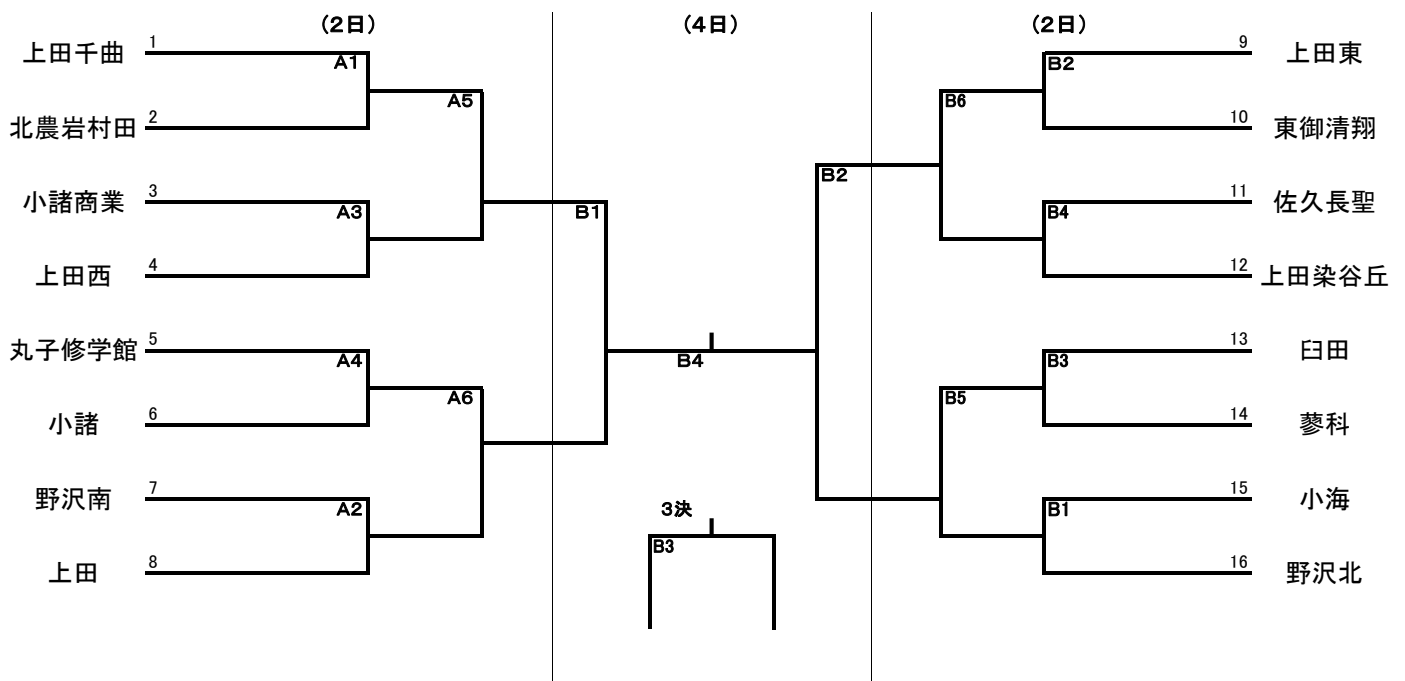 (2日) (4日) (2日)
上田千曲 1 9 上田東
A1 B2
A5 B6
北農岩村田 2 10 東御清翔
B2
小諸商業 3 11 佐久長聖
A3 B1 B4
上田西 4 12 上田染谷丘
丸子修学館 5 13 臼田
A4 B4 B3
A6 B5
小諸 6 14 蓼科
野沢南 7 15 小海
A2 3決 B1
B3
上田 8 16 野沢北